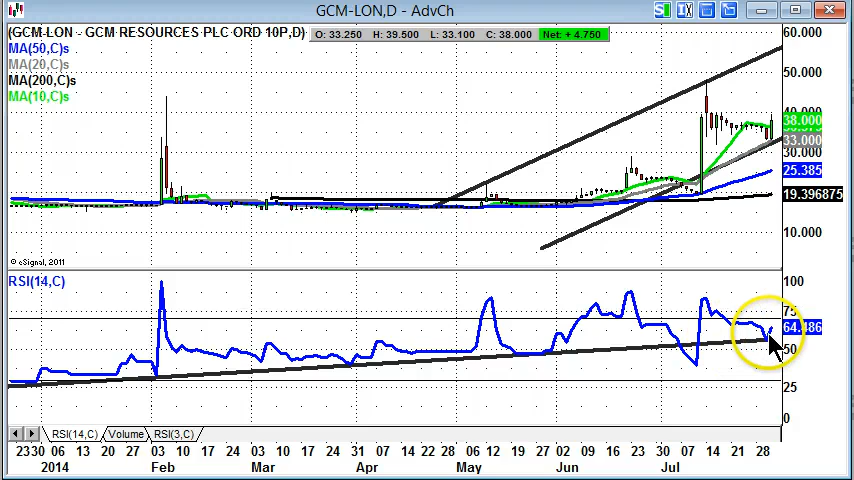 GCM-LON,D - AdvCh
(GCM-LON - GCM RESOURCES PLC ORD 10P,D) O: 33.250 H: 39.500 L: 33.100 C: 38.000 Net: + 4.750
MA(50,C)s
MA(20,C)s
MA(200,C)s
MA(10,C)s
60.000
50.000
40.000
38.000
33.000
30.000
25.385
19.396875
10.000
© eSignal, 2011
RSI(14,C)
100
75
64.486
50
25
0
RSI(14,C) Volume RSI(3,C)
23 30 06 13 20 27 03 10 17 24 03 10 17 24 07 14 22 28 06 12 19 27 02 09 16 23 30 07 14 21 28
2014 Feb Mar Apr May Jun Jul